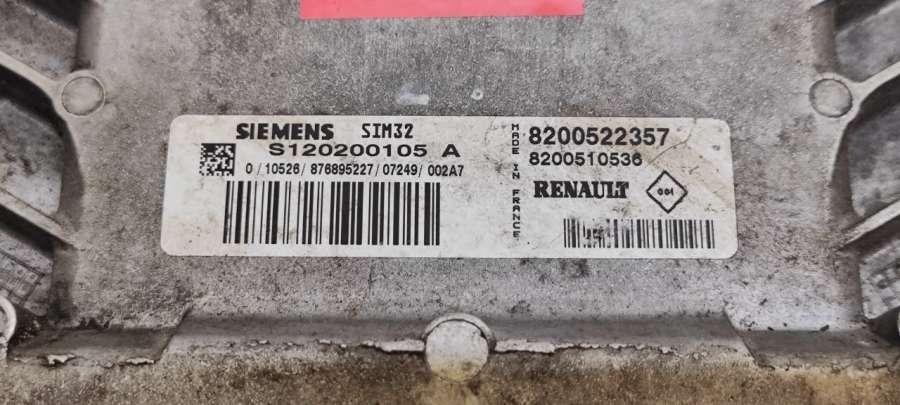 SIEMENS SIM32
S120200105 A
0/10526/876895227/07249/002A7
MADE IN FRANCE
8200522357
8200510536
RENAULT